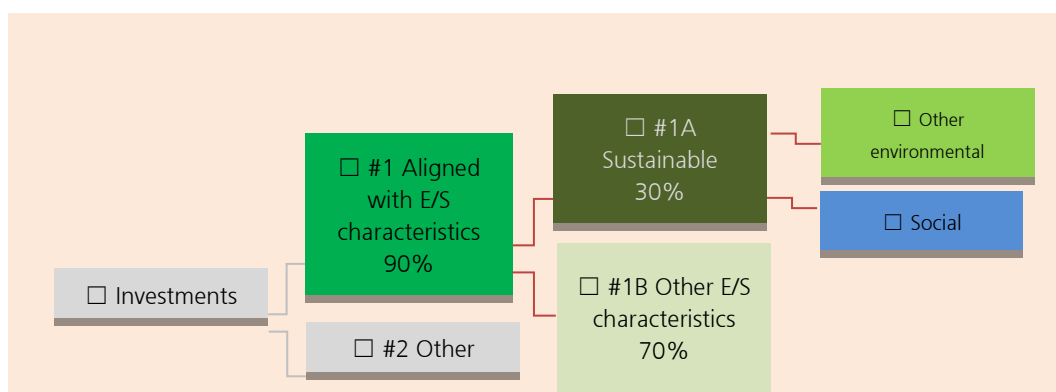 ☐ Investments
☐ #1 Aligned
with E/S
characteristics
90%
☐ #2 Other
☐ #1A
Sustainable
30%
☐ #1B Other E/S
characteristics
70%
☐ Other
environmental
☐ Social